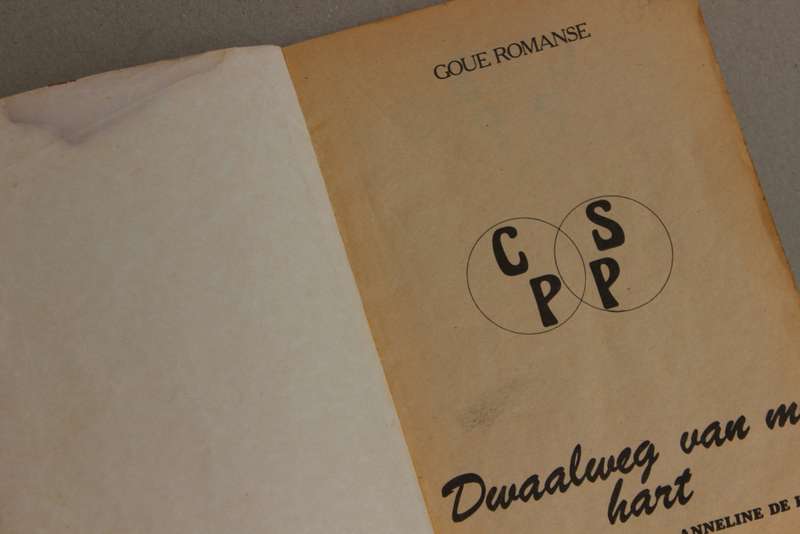 GOUE ROMANSE
C S
P P
Dwaalweg van
hart
ANNELINE DE